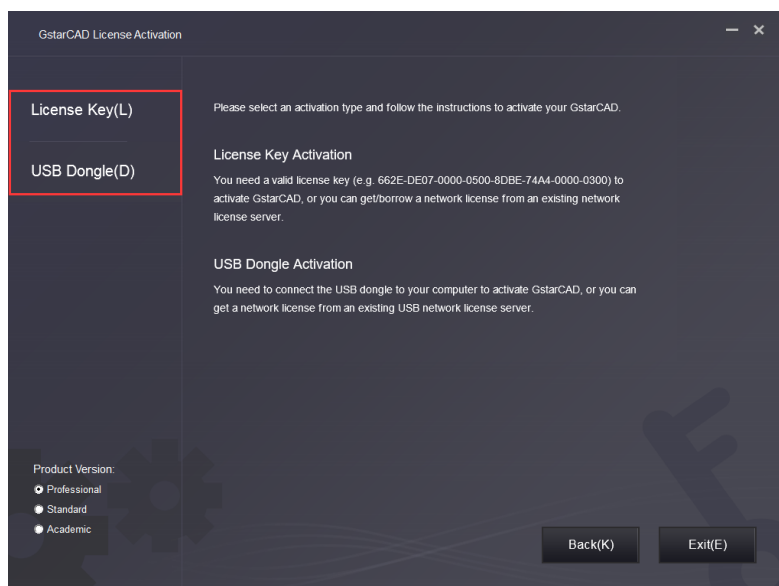 GstarCAD License Activation
License Key(L)
USB Dongle(D)
Please select an activation type and follow the instructions to activate your GstarCAD.
License Key Activation
You need a valid license key (e.g. 662E-DE07-0000-0500-8DBE-74A4-0000-0300) to
activate GstarCAD, or you can get/borrow a network license from an existing network
license server.
USB Dongle Activation
You need to connect the USB dongle to your computer to activate GstarCAD, or you can
get a network license from an existing USB network license server.
Product Version:
Professional
Standard
Academic
Back(K)
Exit(E)